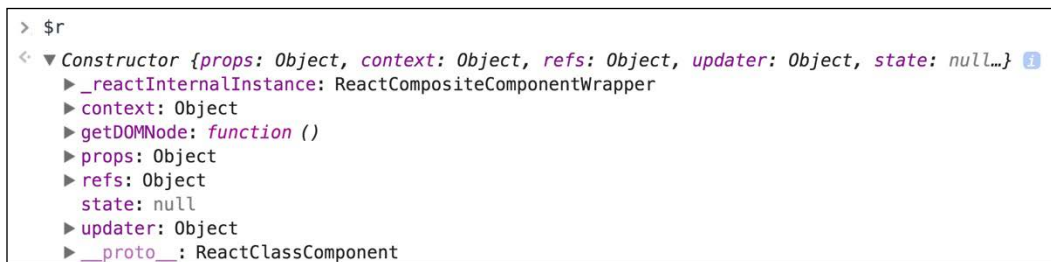 > $r
▼ Constructor {props: Object, context: Object, refs: Object, updater: Object, state: null…} i
▶ _reactInternalInstance: ReactCompositeComponentWrapper
▶ context: Object
▶ getDOMNode: function ()
▶ props: Object
▶ refs: Object
state: null
▶ updater: Object
▶ __proto__: ReactClassComponent